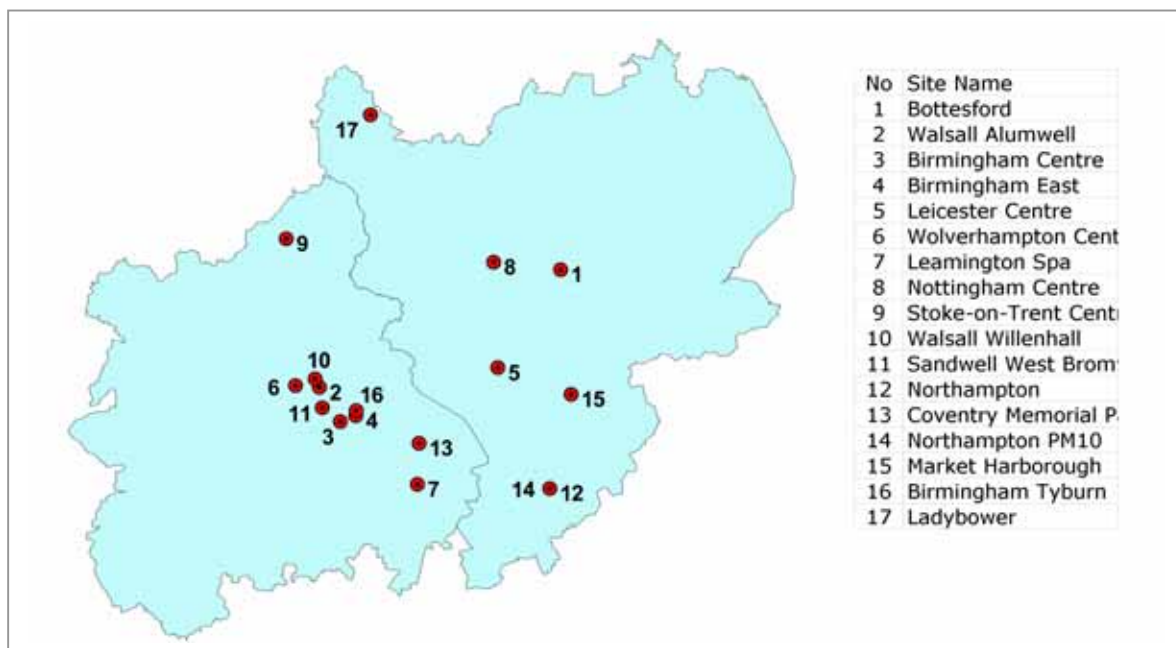 17
9
8
1
10
6
2
16
5
11
15
3
4
13
7
14
12
No Site Name
1 Bottesford
2 Walsall Alumwell
3 Birmingham Centre
4 Birmingham East
5 Leicester Centre
6 Wolverhampton Cent
7 Leamington Spa
8 Nottingham Centre
9 Stoke-on-Trent Cent
10 Walsall Willenhall
11 Sandwell West Brom
12 Northampton
13 Coventry Memorial P
14 Northampton PM10
15 Market Harborough
16 Birmingham Tyburn
17 Ladybower